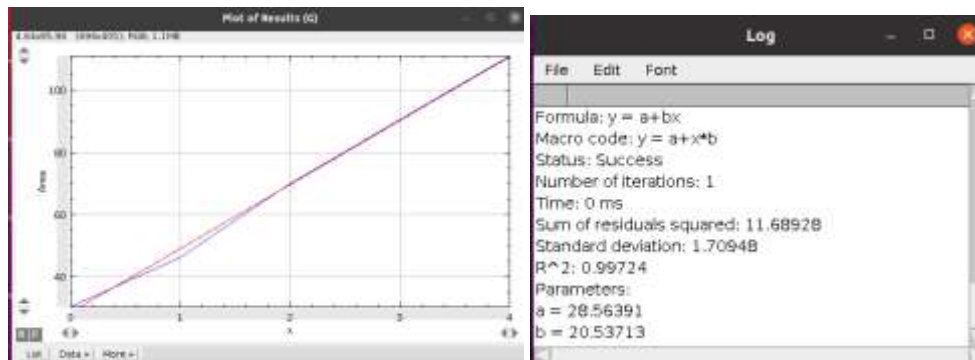 Plot of Results (G)
100
80
Area
60
40
0 1 2 3 4
x
List Data » More »
Log
File Edit Font
Formula: y = a+bx
Macro code: y = a+x*b
Status: Success
Number of iterations: 1
Time: 0 ms
Sum of residuals squared: 11.68928
Standard deviation: 1.70948
R^2: 0.99724
Parameters:
a = 28.56391
b = 20.53713